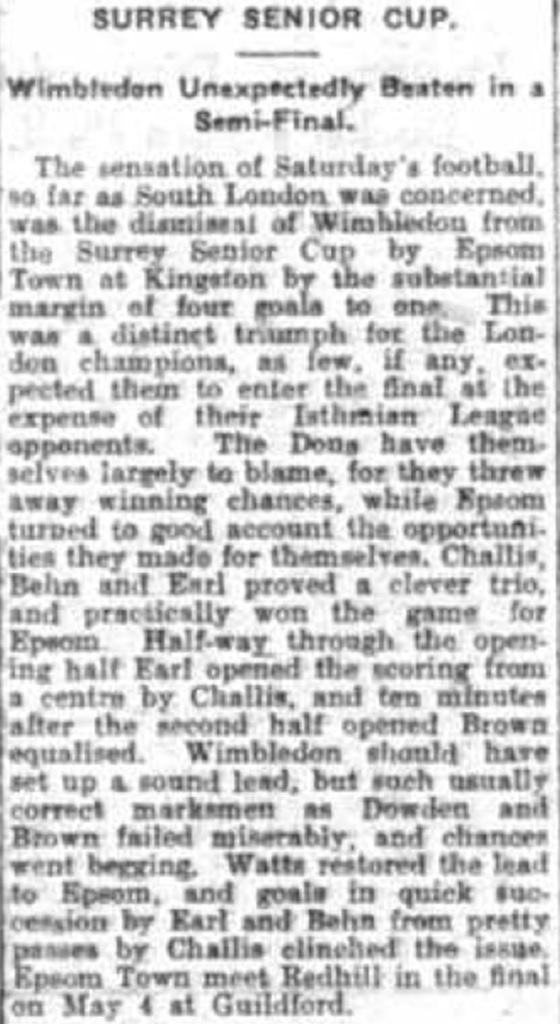 SURREY SENIOR CUP.
Wimbledon Unexpectedly Beaten in a
Semi-Final.
The sensation of Saturday's football,
so far as South London was concerned,
was the dismissal of Wimbledon from
the Surrey Senior Cup by Epsom
Town at Kingston by the substantial
margin of four goals to one. This
was a distinct triumph for the Lon-
don champions, as few, if any, ex-
pected them to enter the final at the
expense of their Isthmian League
opponents. The Dons have them-
selves largely to blame, for they threw
away winning chances, while Epsom
turned to good account the opportuni-
ties they made for themselves. Challis,
Behn and Earl proved a clever trio,
and practically won the game for
Epsom. Half-way through the open-
ing half Earl opened the scoring from
a centre by Challis, and ten minutes
after the second half opened Brown
equalised. Wimbledon should have
set up a sound lead, but such usually
correct marksmen as Dowden and
Brown failed miserably, and chances
went begging. Watts restored the lead
to Epsom, and goals in quick suc-
cession by Earl and Behn from pretty
passes by Challis clinched the issue.
Epsom Town meet Redhill in the final
on May 4 at Guildford.